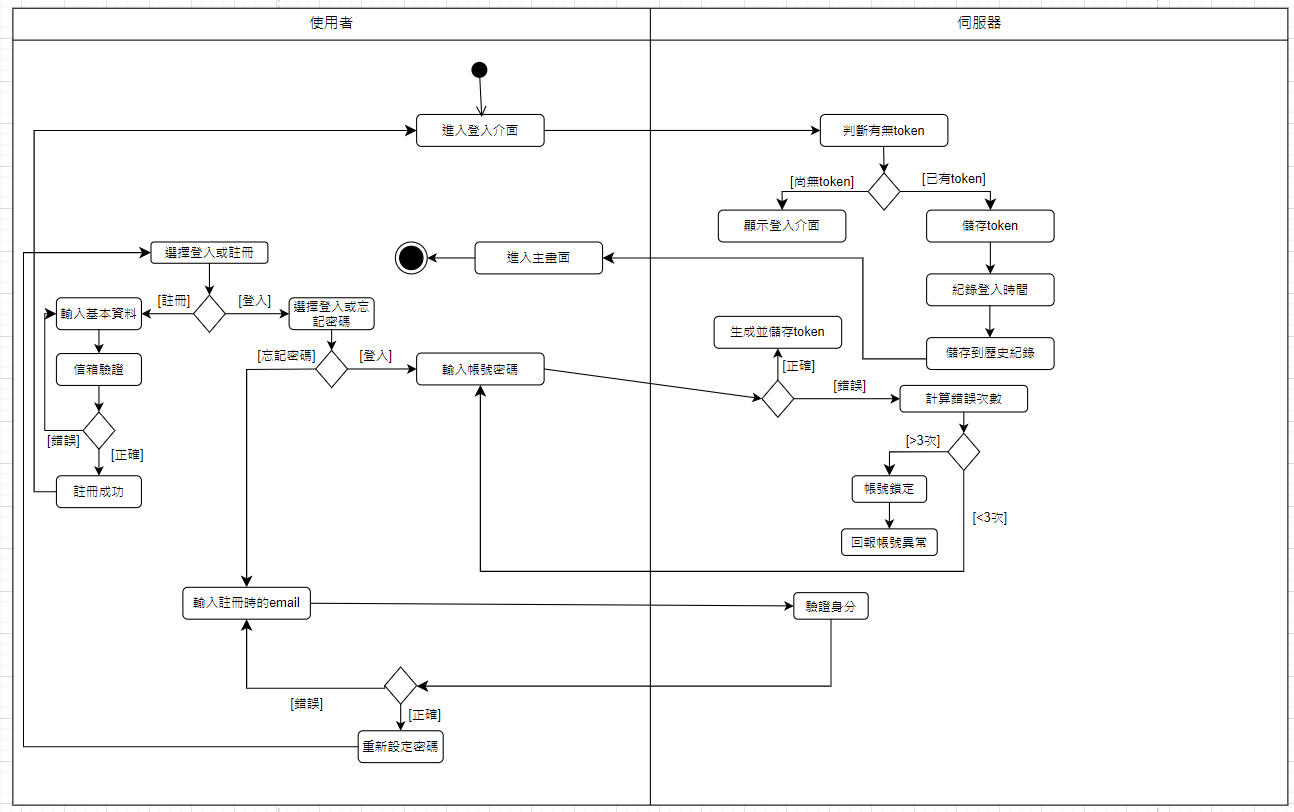 使用者
伺服器
進入登入介面
判斷有無token
[尚無token]
[已有token]
顯示登入介面
儲存token
選擇登入或註冊
進入主畫面
紀錄登入時間
[註冊]
[登入]
輸入基本資料
選擇登入或忘
記密碼
生成並儲存token
儲存到歷史紀錄
[忘記密碼]
[登入]
信箱驗證
輸入帳號密碼
[正確]
[錯誤]
計算錯誤次數
[錯誤]
[正確]
[>3次]
註冊成功
帳號鎖定
[<3次]
回報帳號異常
輸入註冊時的email
驗證身分
[錯誤]
[正確]
重新設定密碼